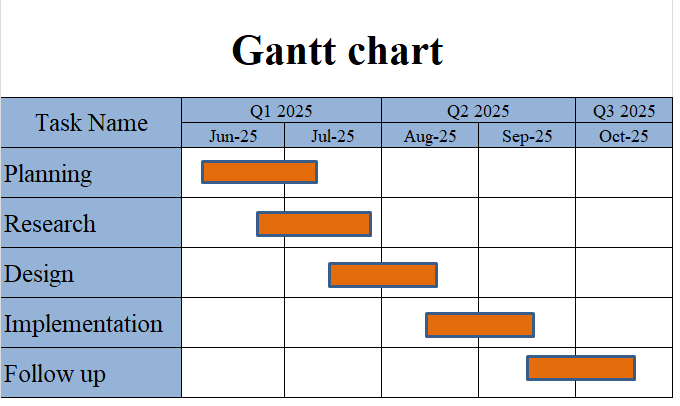 Gantt chart
Task Name
Q1 2025
Q2 2025
Q3 2025
Jun-25
Jul-25
Aug-25
Sep-25
Oct-25
Planning
Research
Design
Implementation
Follow up